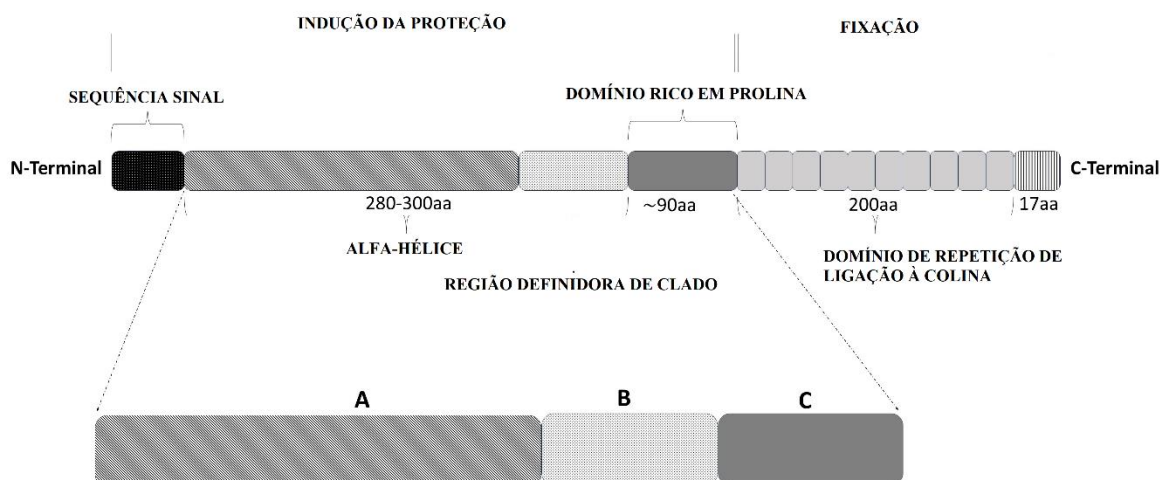 INDUÇÃO DA PROTEÇÃO
FIXAÇÃO
SEQUÊNCIA SINAL
DOMÍNIO RICO EM PROLINA
N-Terminal
C-Terminal
280-300aa
~90aa
200aa
17aa
ALFA-HÉLICE
DOMÍNIO DE REPETIÇÃO DE
LIGAÇÃO À COLINA
REGIÃO DEFINIDORA DE CLADO
A
B
C